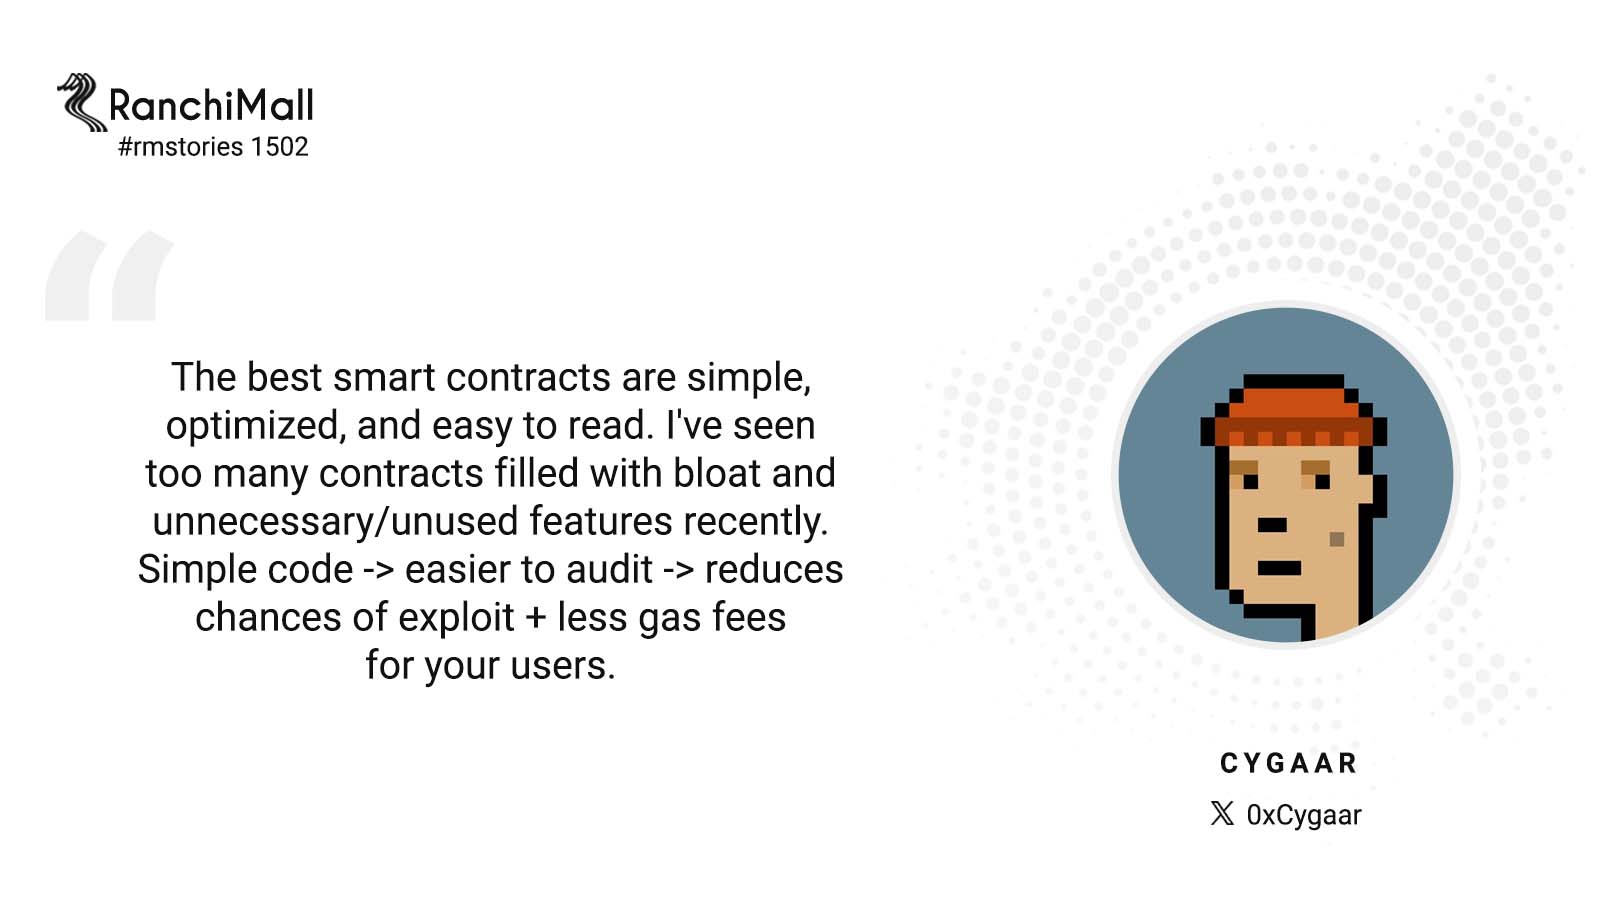 RanchiMall
#rmstories 1502
The best smart contracts are simple,
optimized, and easy to read. I've seen
too many contracts filled with bloat and
unnecessary/unused features recently.
Simple code -> easier to audit -> reduces
chances of exploit + less gas fees
for your users.
CYGAAR
𝕏 0xCygaar